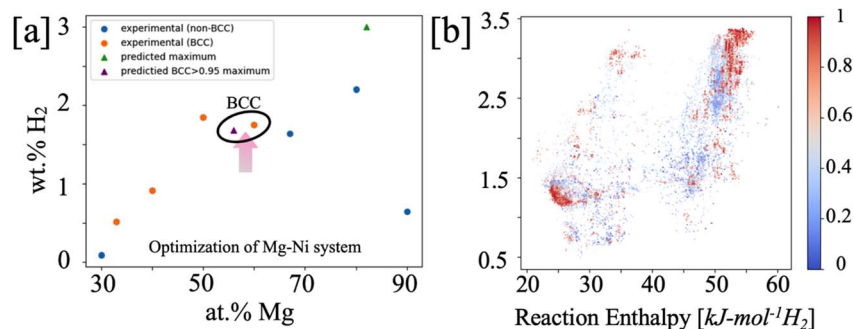 [a]
experimental (non-BCC)
experimental (BCC)
predicted maximum
predictied BCC>0.95 maximum
BCC
Optimization of Mg-Ni system
wt.% H2
3
2
1
0
30
50
70
90
at.% Mg
[b]
3.5
2.5
1.5
0.5
20
30
40
50
60
Reaction Enthalpy [kJ-mol-1H2]
1
0.8
0.6
0.4
0.2
0